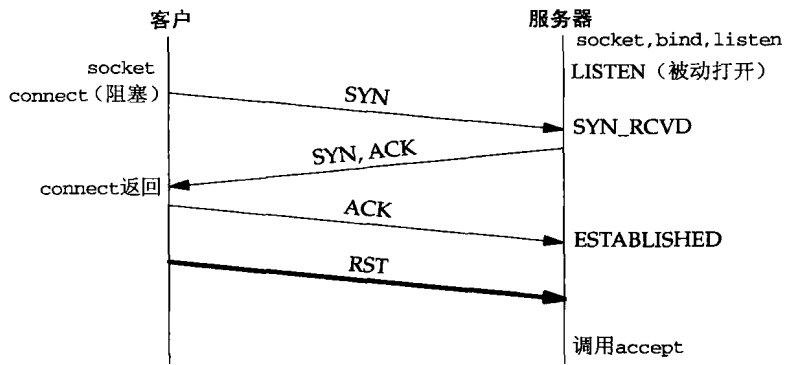 客户
服务器
socket,bind,listen
socket
LISTEN（被动打开）
connect（阻塞）
SYN
SYN_RCVD
SYN, ACK
connect返回
ACK
ESTABLISHED
RST
调用accept